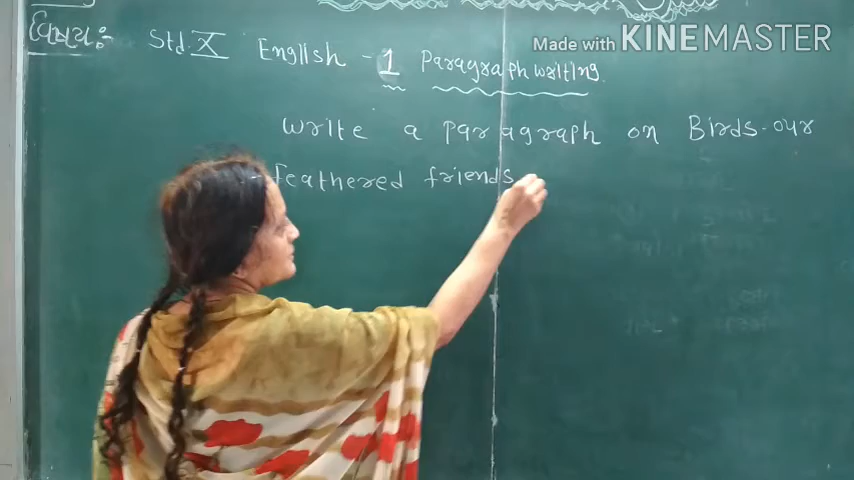 Made with KINEMASTER
વિષય:-
Std. X English - 1 Paragraph writing.
Write a paragraph on Birds-our
feathered friends